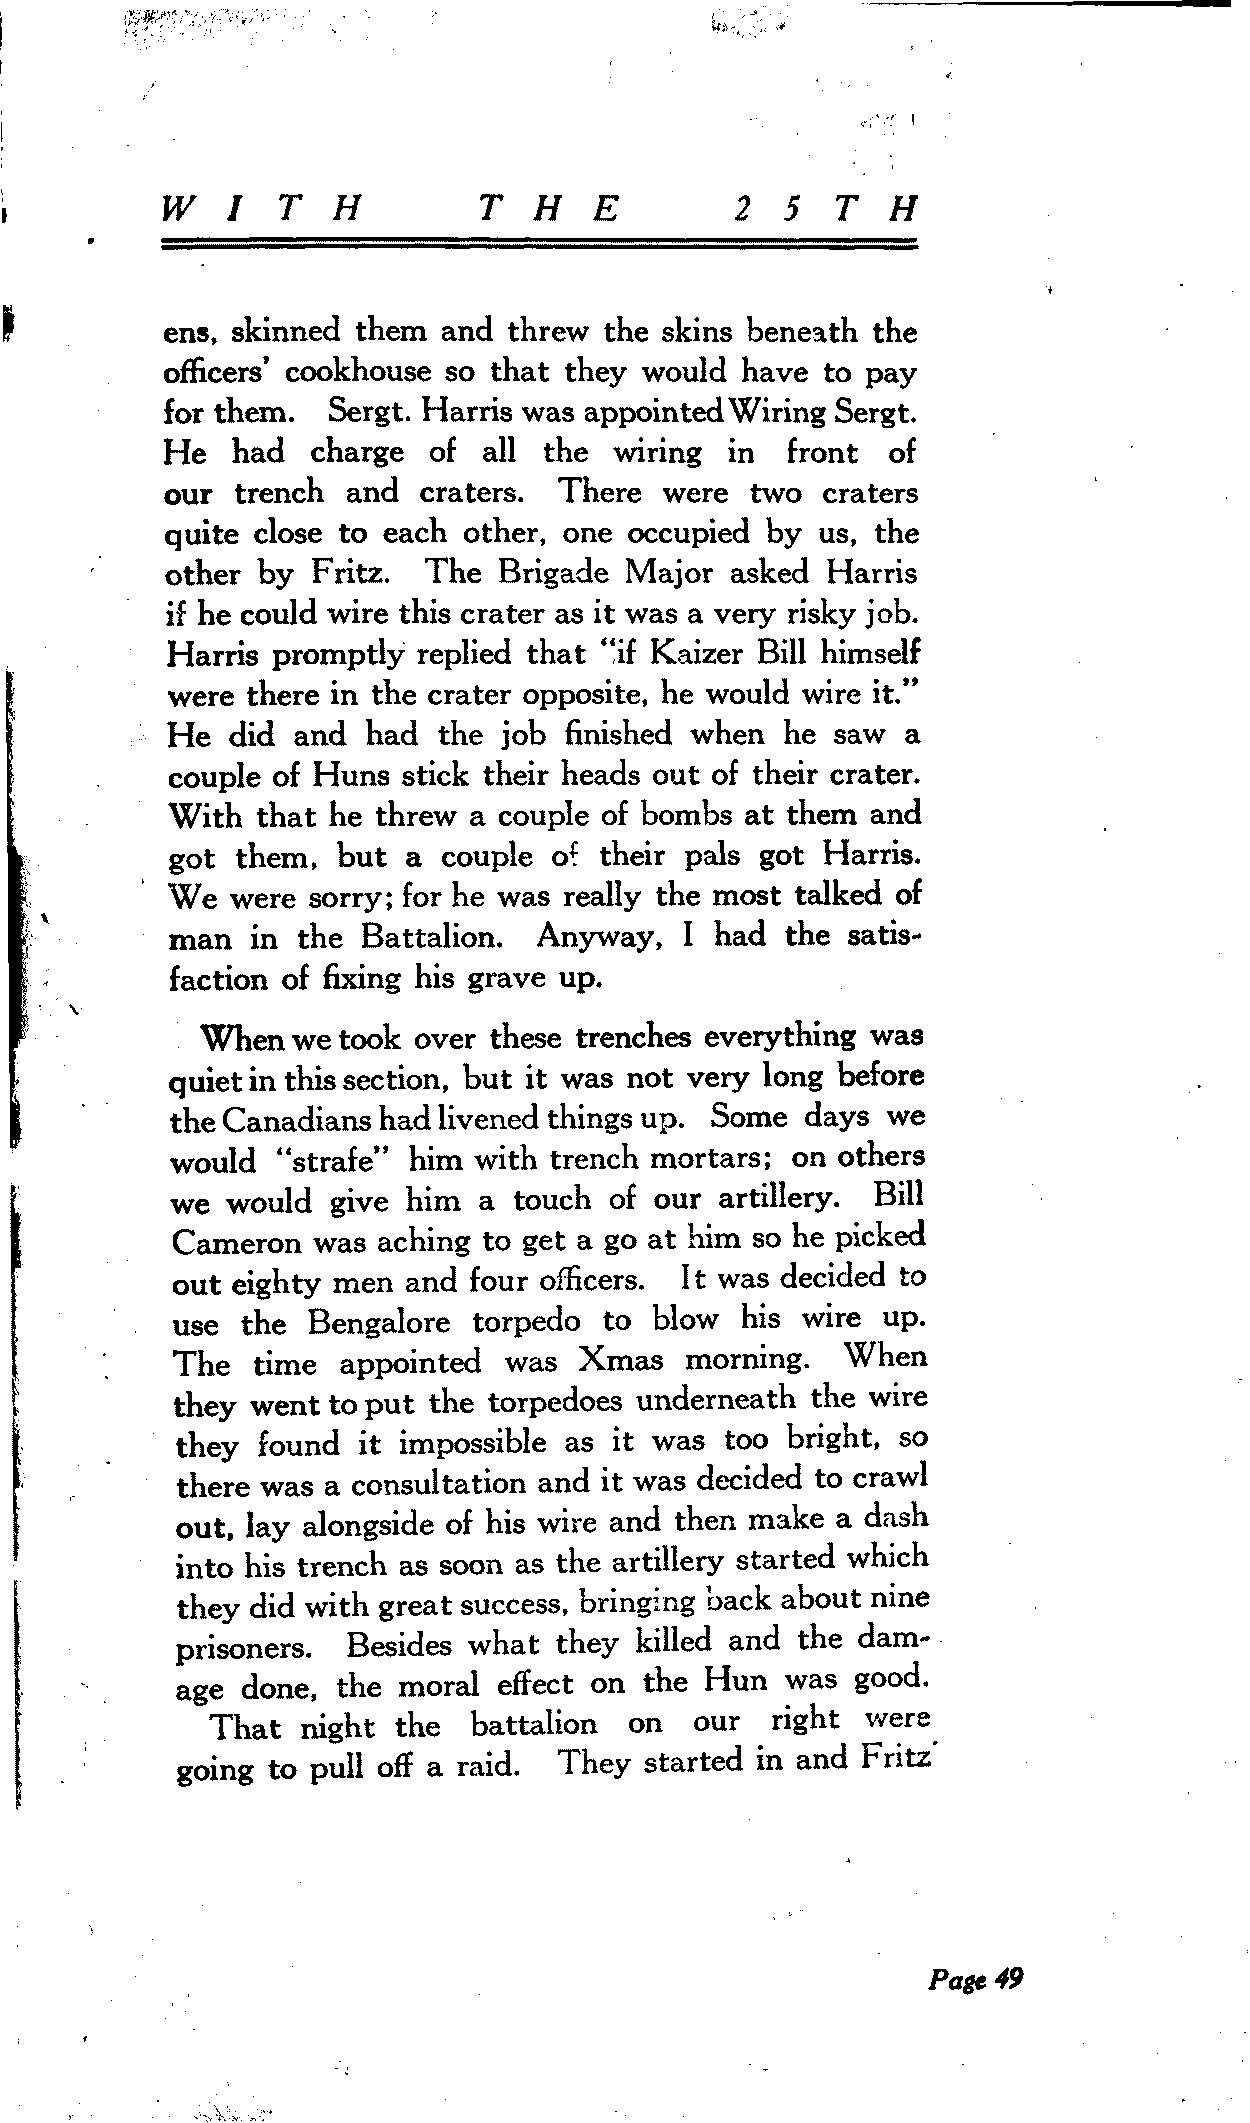 WITH THE 25TH
ens, skinned them and threw the skins beneath the
officers' cookhouse so that they would have to pay
for them. Sergt. Harris was appointed Wiring Sergt.
He had charge of all the wiring in front of
our trench and craters. There were two craters
quite close to each other, one occupied by us, the
other by Fritz. The Brigade Major asked Harris
if he could wire this crater as it was a very risky job.
Harris promptly replied that "if Kaizer Bill himself
were there in the crater opposite, he would wire it."
He did and had the job finished when he saw a
couple of Huns stick their heads out of their crater.
With that he threw a couple of bombs at them and
got them, but a couple of their pals got Harris.
We were sorry; for he was really the most talked of
man in the Battalion. Anyway, I had the satis-
faction of fixing his grave up.
When we took over these trenches everything was
quiet in this section, but it was not very long before
the Canadians had livened things up. Some days we
would "strafe" him with trench mortars; on others
we would give him a touch of our artillery. Bill
Cameron was aching to get a go at him so he picked
out eighty men and four officers. It was decided to
use the Bengalore torpedo to blow his wire up.
The time appointed was Xmas morning. When
they went to put the torpedoes underneath the wire
they found it impossible as it was too bright, so
there was a consultation and it was decided to crawl
out, lay alongside of his wire and then make a dash
into his trench as soon as the artillery started which
they did with great success, bringing back about nine
prisoners. Besides what they killed and the dam-
age done, the moral effect on the Hun was good.
That night the battalion on our right were
going to pull off a raid. They started in and Fritz
Page 49